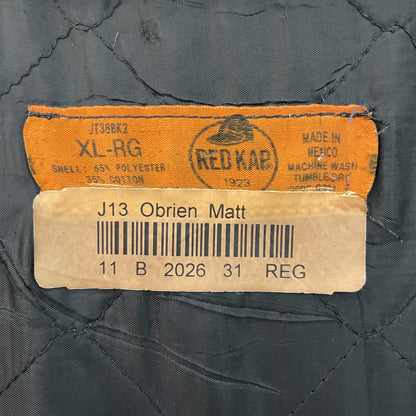 JT38BK2
XL-RG
SHELL: 65% POLYESTER
35% COTTON
RED KAP
1923
MADE IN
MEXICO
MACHINE WASH
TUMBLE DRY
J13 Obrien Matt
11 B 2026 31 REG